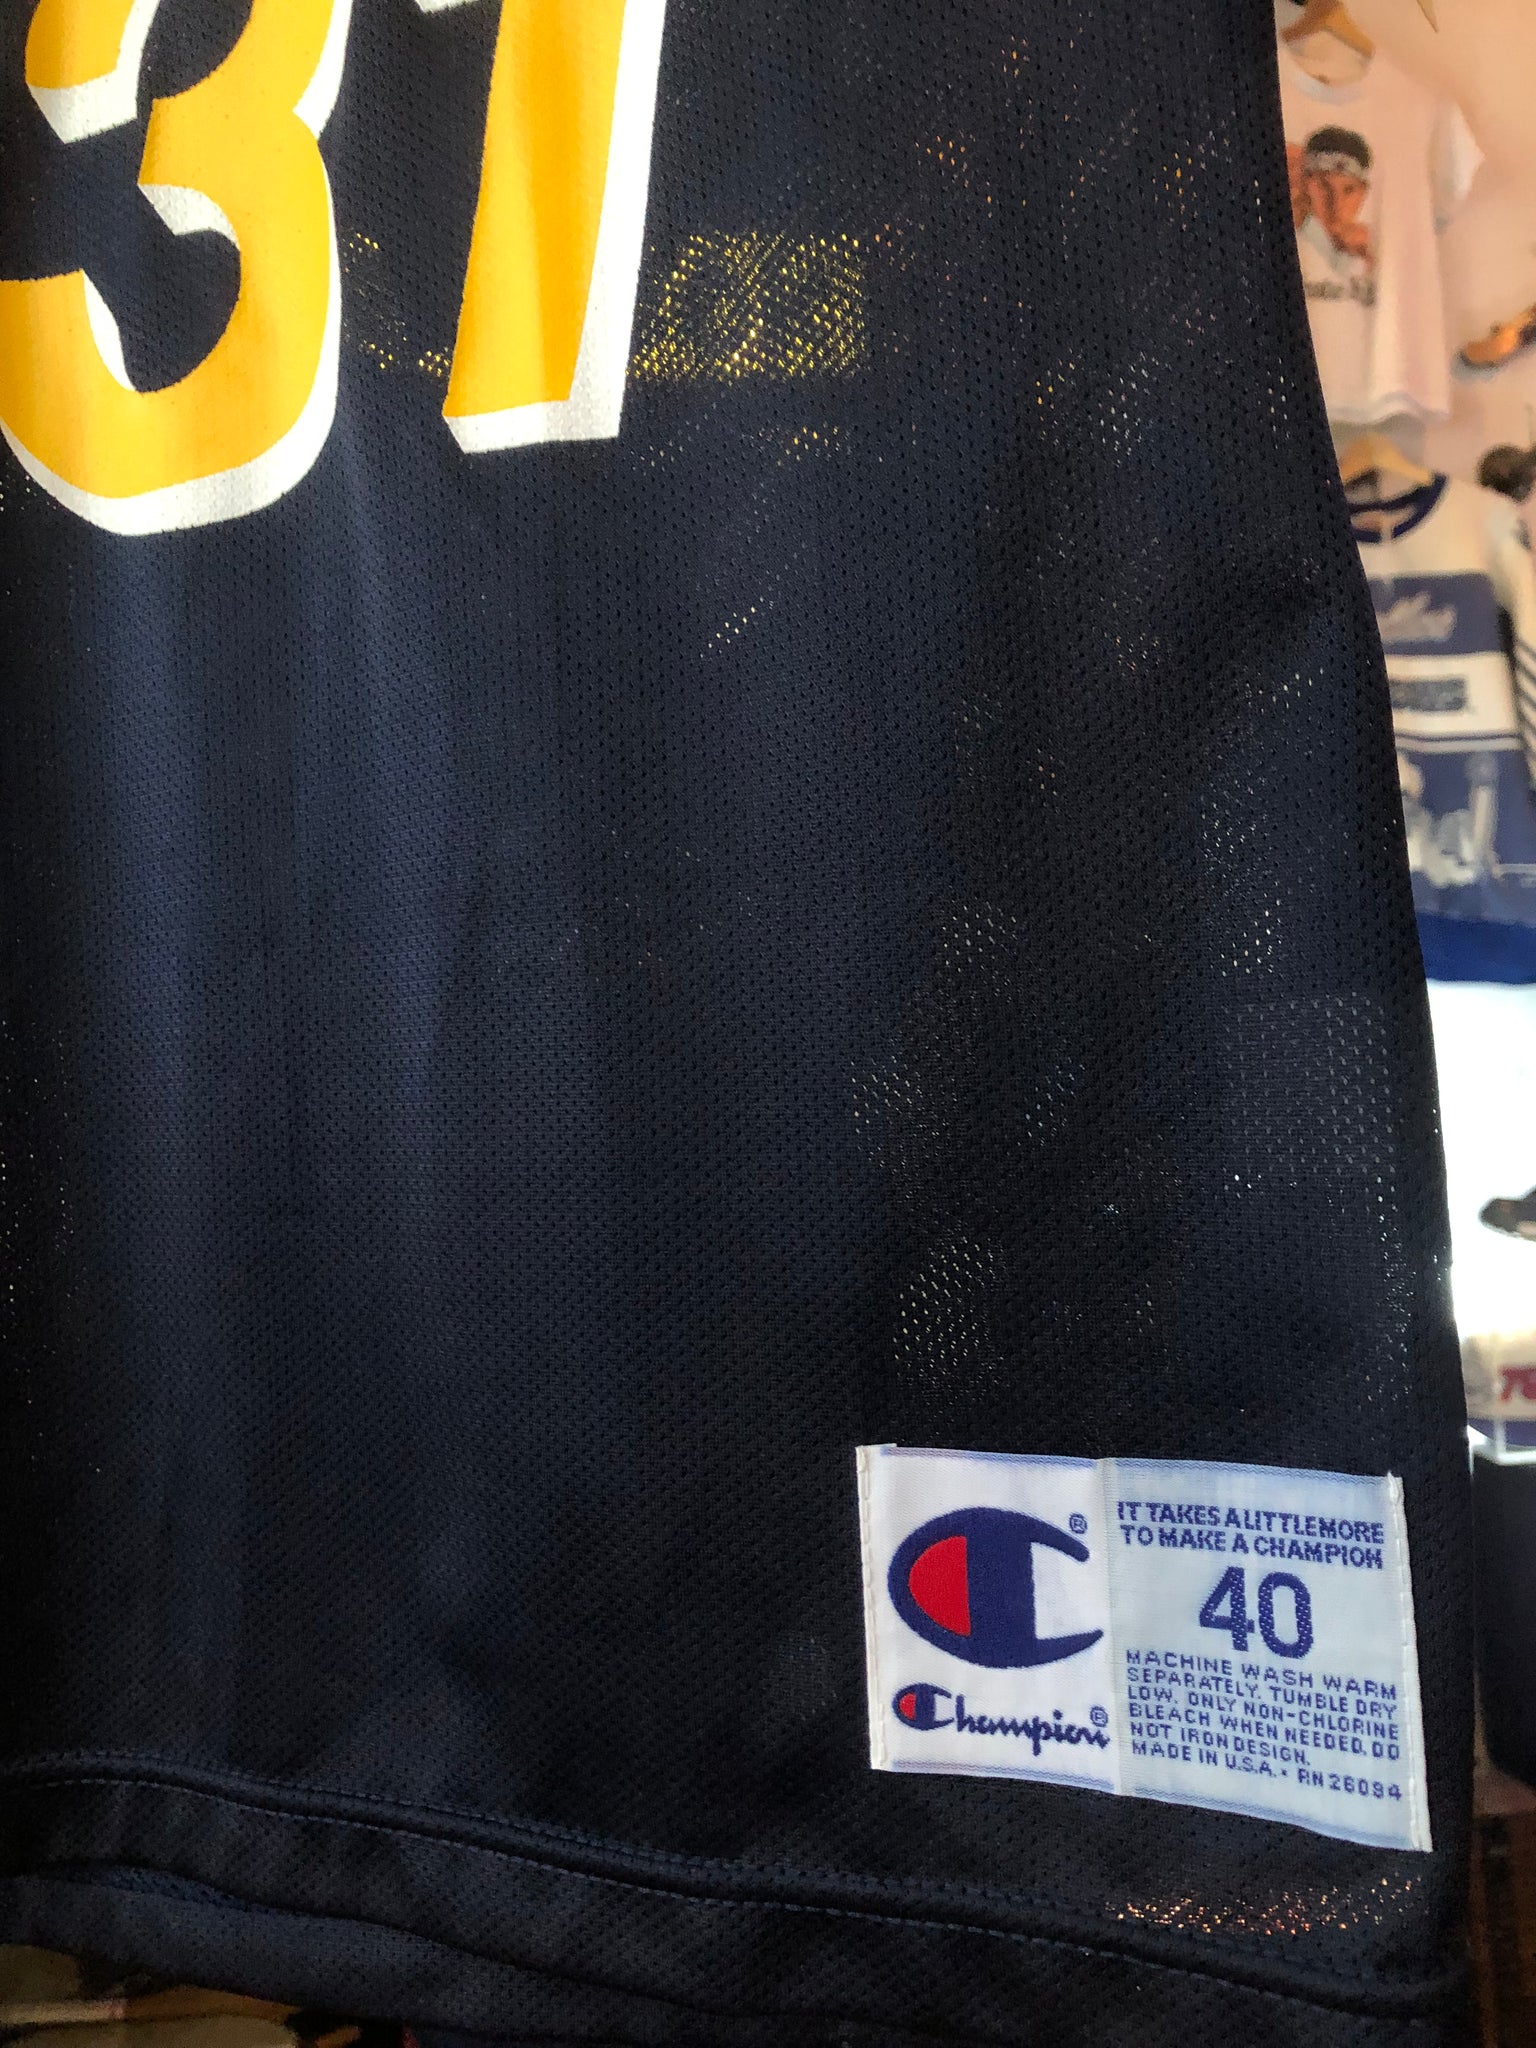 31
®
IT TAKES A LITTLE MORE
TO MAKE A CHAMPION
40
MACHINE WASH WARM
SEPARATELY. TUMBLE DRY
LOW. ONLY NON-CHLORINE
BLEACH WHEN NEEDED. DO
NOT IRON DESIGN.
MADE IN U.S.A. • RN 26094
Champion®